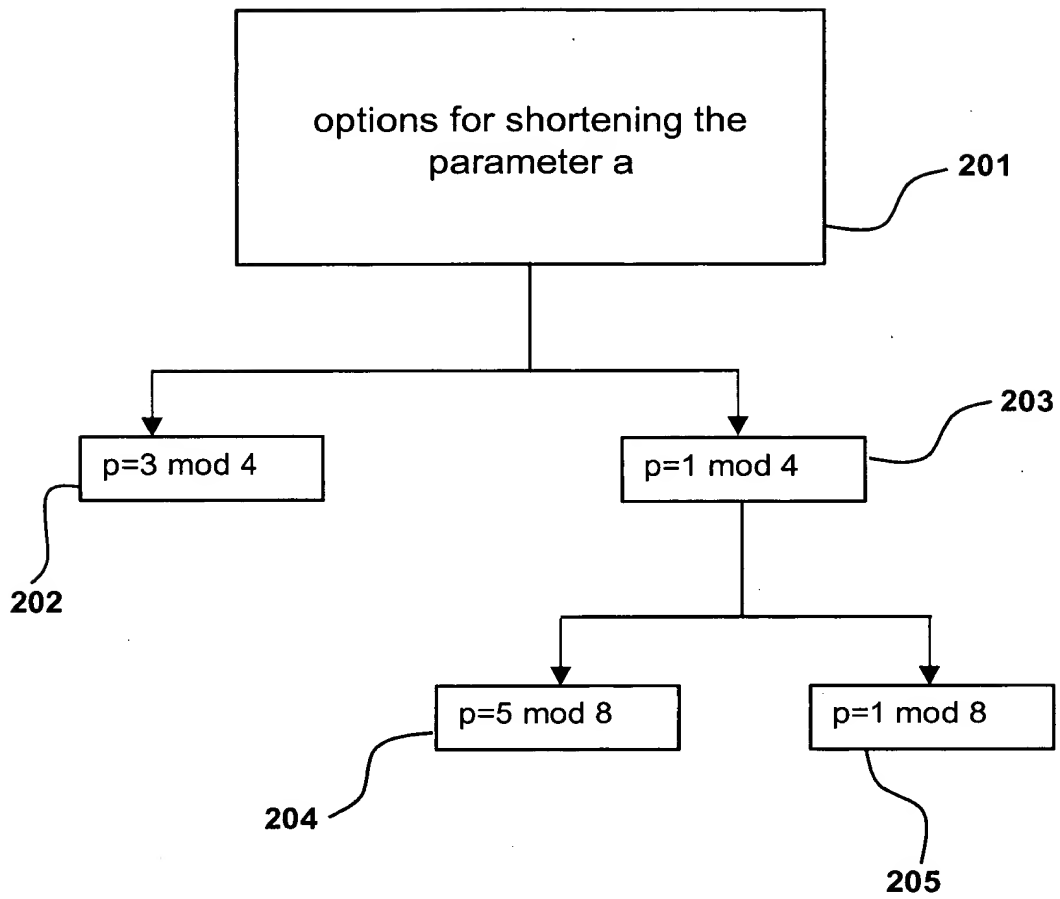 options for shortening the
parameter a
201
203
p=3 mod 4
p=1 mod 4
202
p=5 mod 8
p=1 mod 8
204
205